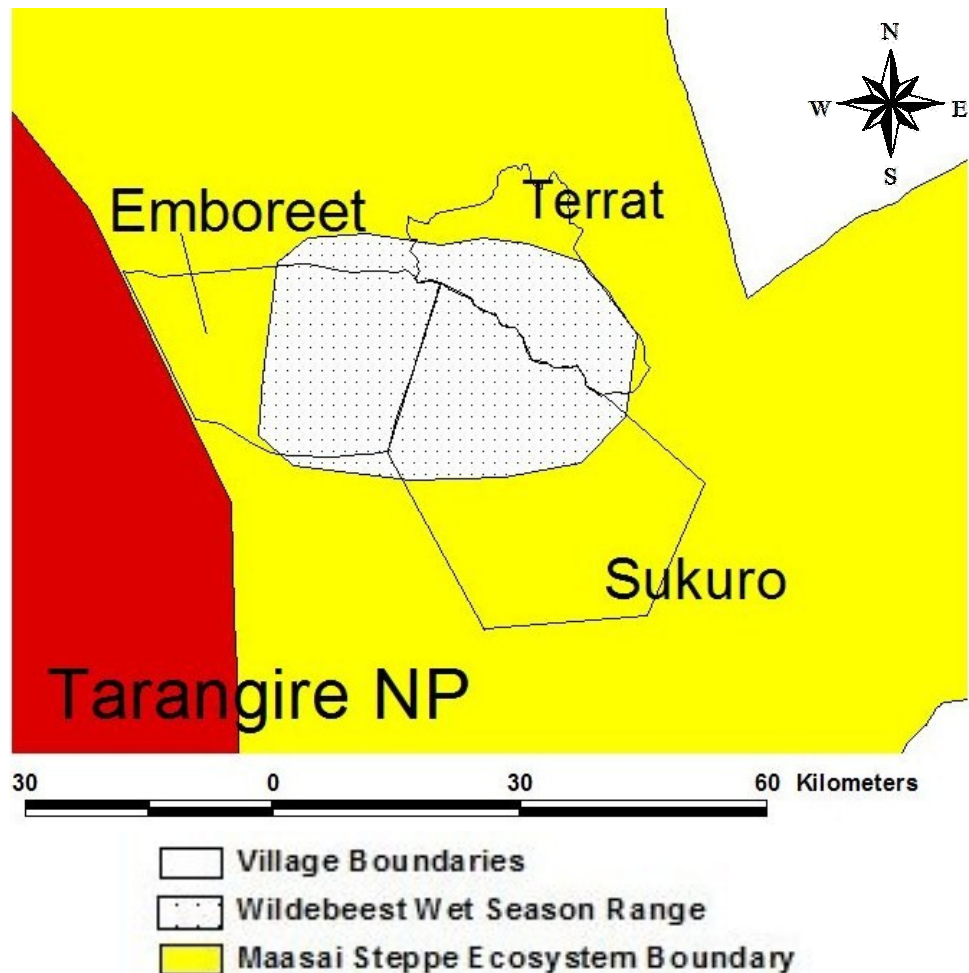 N
W E
S
Emboreet
Terrat
Sukuro
Tarangire NP
30 0 30 60 Kilometers
Village Boundaries
Wildebeest Wet Season Range
Maasai Steppe Ecosystem Boundary